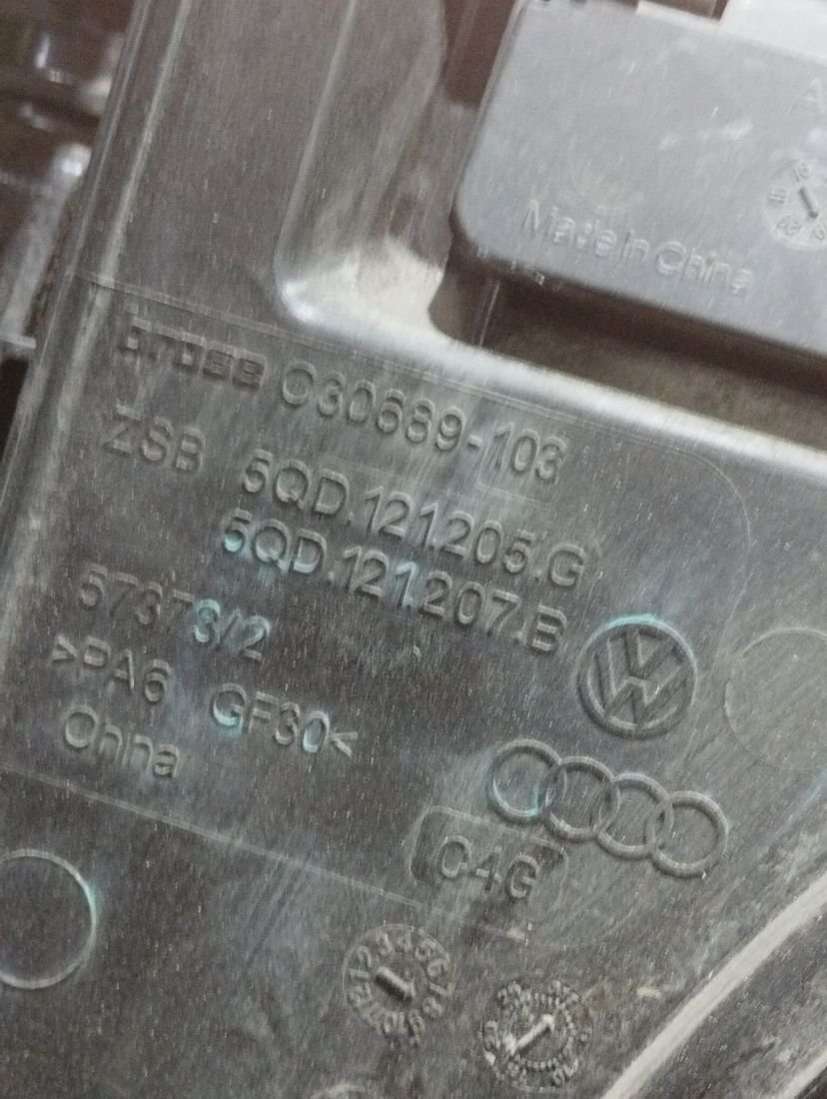 Made in China
brose C30689-103
ZSB 5QD.121.205.G
5QD.121.207.B
57373/2
>PA6 GF30<
China
C4G